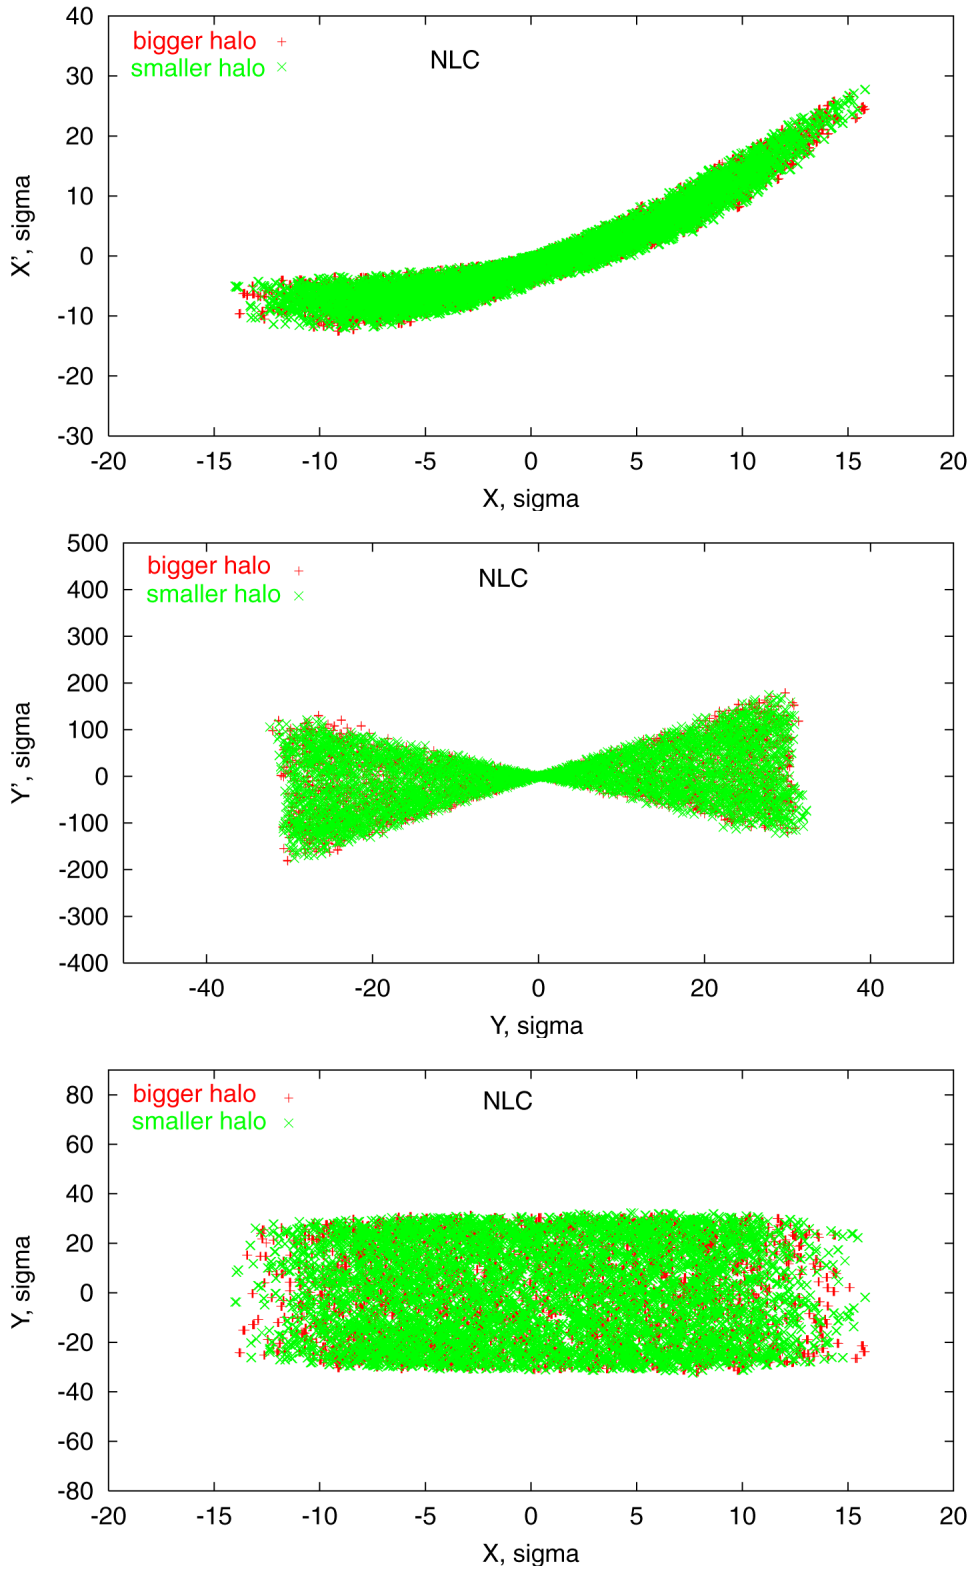 40
30
20
10
0
-10
-20
-30
bigger halo
smaller halo
NLC
X', sigma
-20 -15 -10 -5 0 5 10 15 20
X, sigma
500
400
300
200
100
0
-100
-200
-300
-400
bigger halo
smaller halo
NLC
Y', sigma
-40 -20 0 20 40
Y, sigma
80
60
40
20
0
-20
-40
-60
-80
bigger halo
smaller halo
NLC
Y, sigma
-20 -15 -10 -5 0 5 10 15 20
X, sigma